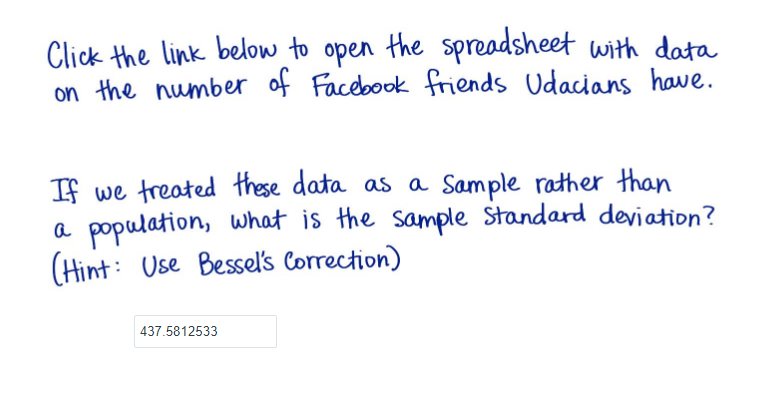 Click the link below to open the spreadsheet with data
on the number of Facebook friends Udacians have.
If we treated these data as a Sample rather than
a population, what is the sample Standard deviation?
(Hint: Use Bessel's Correction)
437.5812533